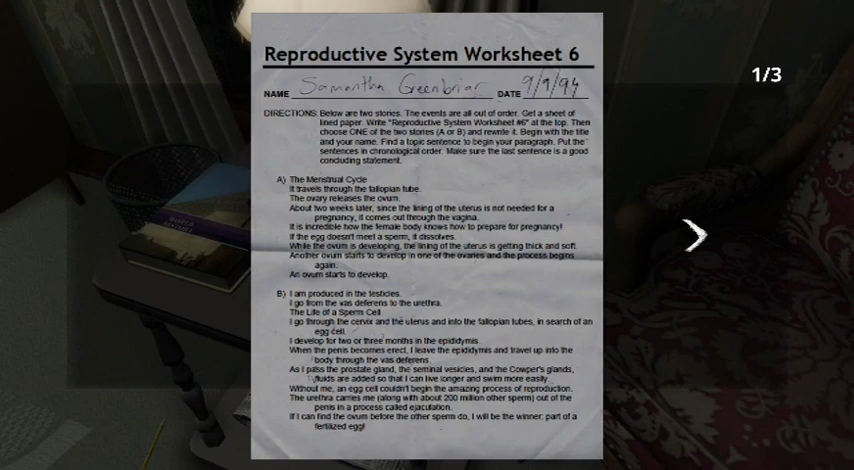 1/3
Reproductive System Worksheet 6
NAME Samantha Greenbriar DATE 9/9/94
DIRECTIONS: Below are two stories. The events are all out of order. Get a sheet of
lined paper. Write "Reproductive System Worksheet #6" at the top. Then
choose ONE of the two stories (A or B) and rewrite it. Begin with the title
and your name. Find a topic sentence to begin your paragraph. Put the
sentences in chronological order. Make sure the last sentence is a good
concluding statement.
A) The Menstrual Cycle
It travels through the fallopian tube.
The ovary releases the ovum.
About two weeks later, since the lining of the uterus is not needed for a
pregnancy, it comes out through the vagina.
It is incredible how the female body knows how to prepare for pregnancy!
If the egg doesn't meet a sperm, it dissolves.
While the ovum is developing, the lining of the uterus is getting thick and soft.
Another ovum starts to develop in one of the ovaries and the process begins
again.
An ovum starts to develop.
B) I am produced in the testicles.
I go from the vas deferens to the urethra.
The Life of a Sperm Cell
I go through the cervix and the uterus and into the fallopian tubes, in search of an
egg cell.
I develop for two or three months in the epididymis.
When the penis becomes erect, I leave the epididymis and travel up into the
body through the vas deferens.
As I pass the prostate gland, the seminal vesicles, and the Cowper's glands,
fluids are added so that I can live longer and swim more easily.
Without me, an egg cell couldn't begin the amazing process of reproduction.
The urethra carries me (along with about 200 million other sperm) out of the
penis in a process called ejaculation.
If I can find the ovum before the other sperm do, I will be the winner: part of a
fertilized egg!